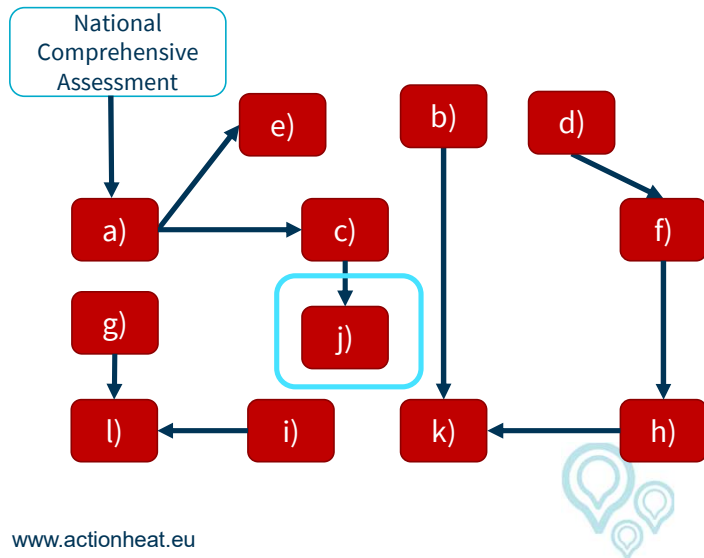 National
Comprehensive
Assessment
e)
b)
d)
a)
c)
f)
g)
j)
l)
i)
k)
h)
www.actionheat.eu